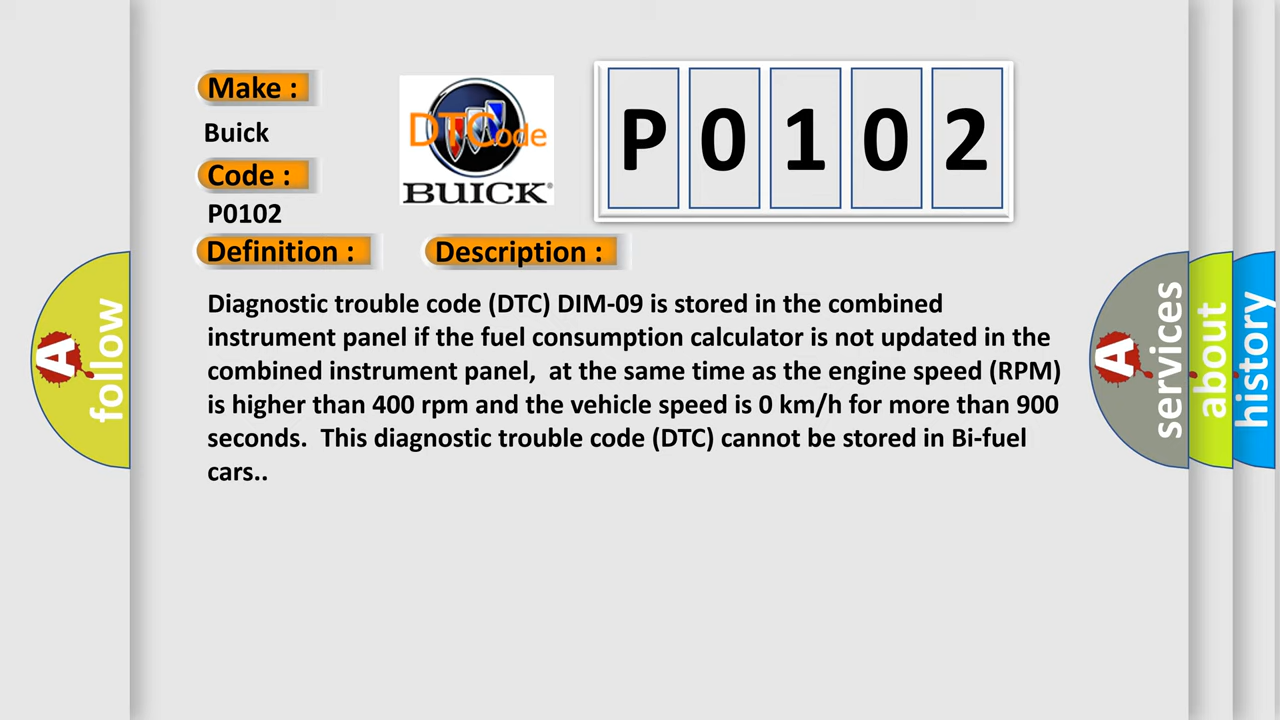 Make :
Buick
Code :
P0102
Definition :
Description :
DTCode
BUICK®
P0102
Diagnostic trouble code (DTC) DIM-09 is stored in the combined
instrument panel if the fuel consumption calculator is not updated in the
combined instrument panel,  at the same time as the engine speed (RPM)
is higher than 400 rpm and the vehicle speed is 0 km/h for more than 900
seconds.  This diagnostic trouble code (DTC) cannot be stored in Bi-fuel
cars..
A follow
A services
about
history